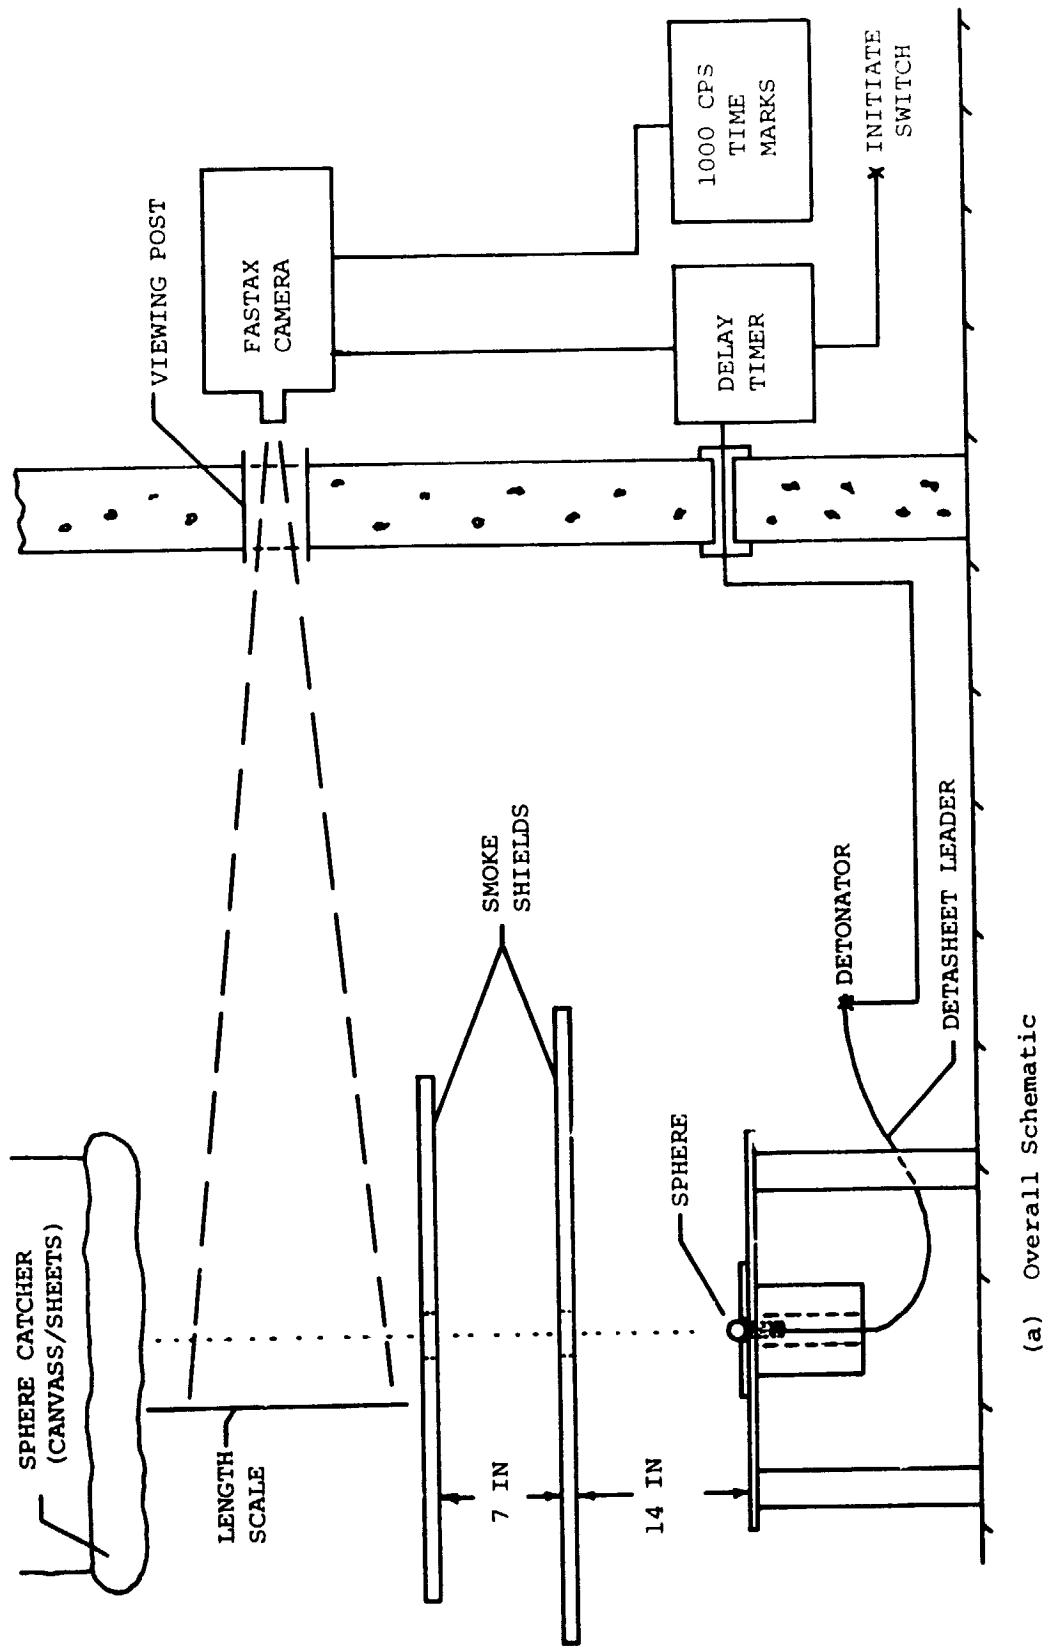 SPHERE CATCHER
(CANVASS/SHEETS)
LENGTH
SCALE
VIEWING POST
FASTAX
CAMERA
1000 CPS
TIME
MARKS
DELAY
TIMER
INITIATE
SWITCH
SMOKE
SHIELDS
7 IN
14 IN
SPHERE
DETONATOR
DETASHEET LEADER
(a) Overall Schematic